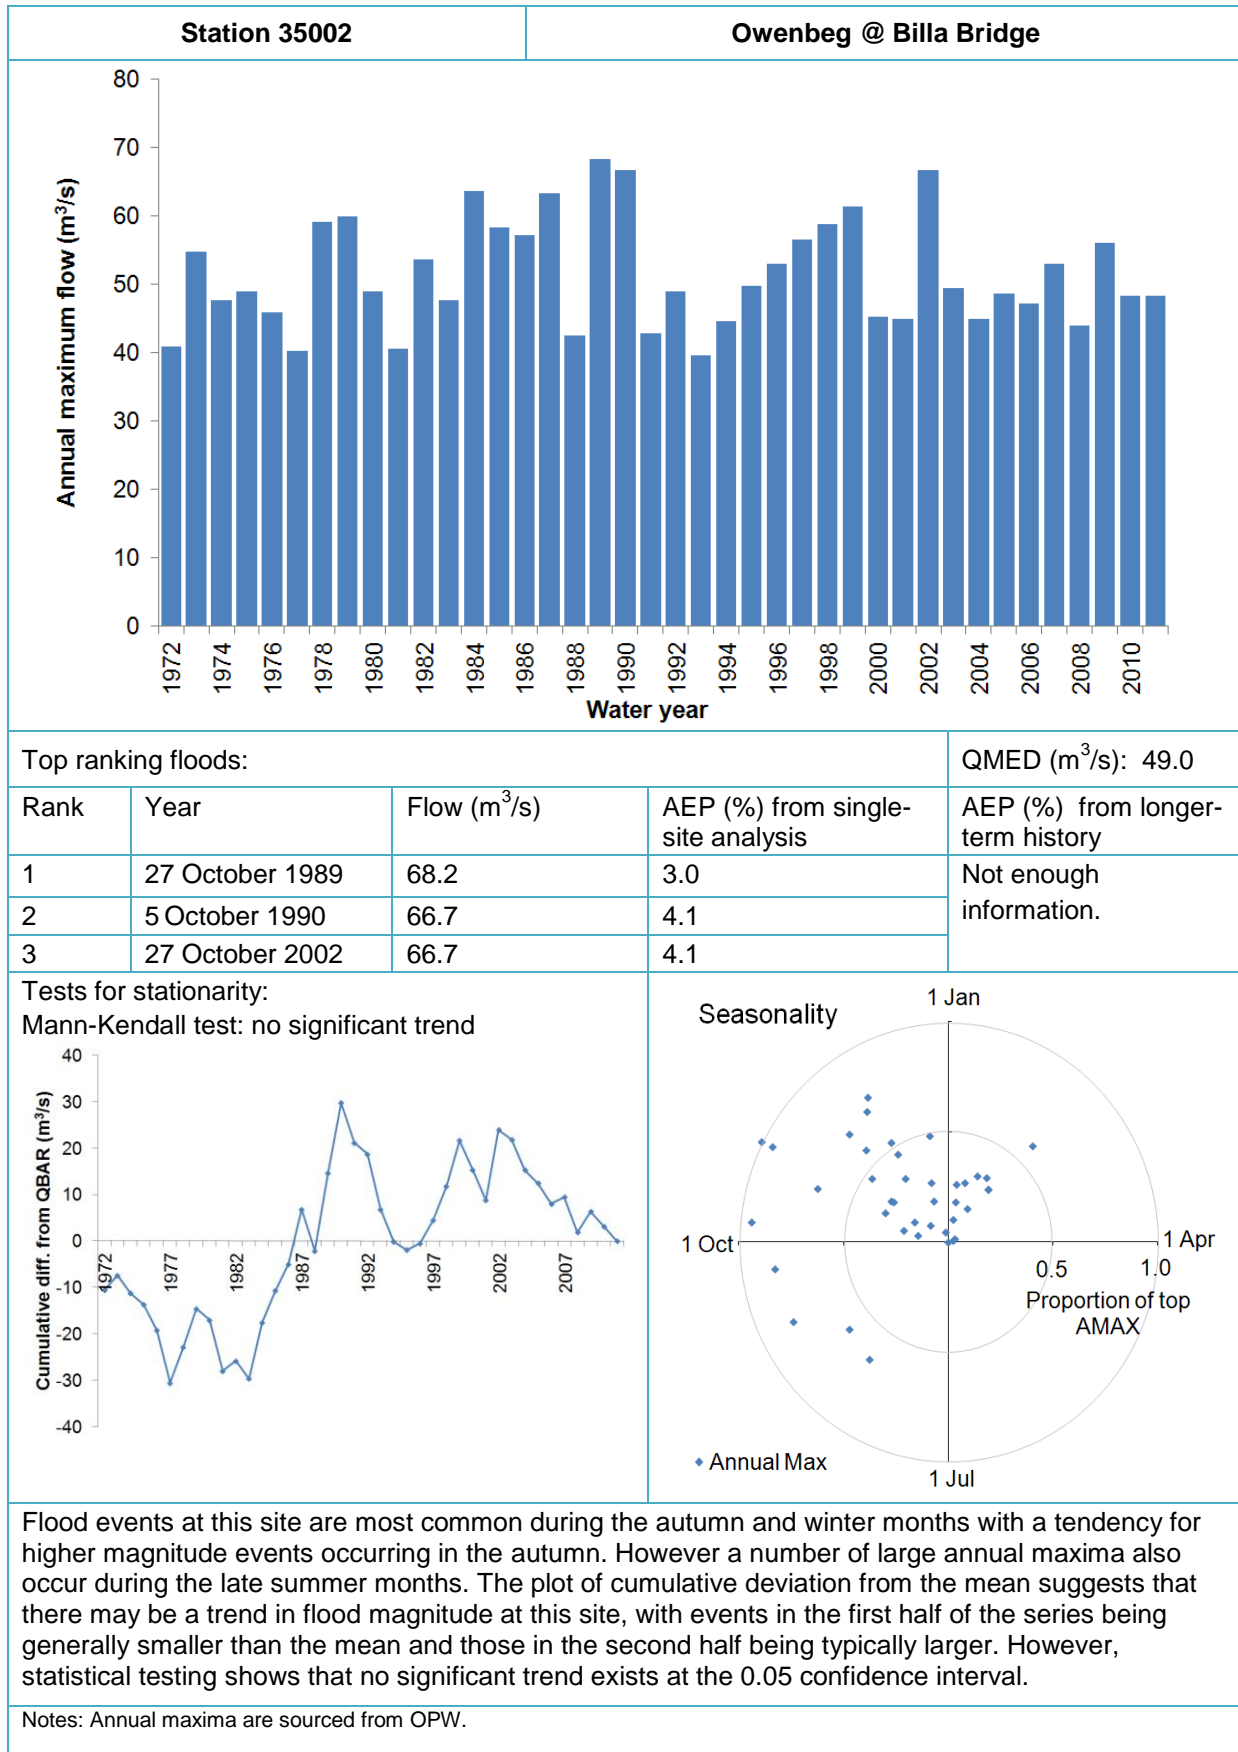 Station 35002
Owenbeg @ Billa Bridge
Annual maximum flow (m³/s)
80
70
60
50
40
30
20
10
0
1972
1974
1976
1978
1980
1982
1984
1986
1988
1990
1992
1994
1996
1998
2000
2002
2004
2006
2008
2010
Water year
Top ranking floods:
QMED (m³/s): 49.0
Rank
Year
Flow (m³/s)
AEP (%) from single-
site analysis
AEP (%) from longer-
term history
1
27 October 1989
68.2
3.0
Not enough
information.
2
5 October 1990
66.7
4.1
3
27 October 2002
66.7
4.1
Tests for stationarity:
Mann-Kendall test: no significant trend
Cumulative diff. from QBAR (m³/s)
40
30
20
10
0
-10
-20
-30
-40
1972
1977
1982
1987
1992
1997
2002
2007
Seasonality
1 Jan
1 Oct
1 Apr
0.5
1.0
Proportion of top
AMAX
Annual Max
1 Jul
Flood events at this site are most common during the autumn and winter months with a tendency for
higher magnitude events occurring in the autumn. However a number of large annual maxima also
occur during the late summer months. The plot of cumulative deviation from the mean suggests that
there may be a trend in flood magnitude at this site, with events in the first half of the series being
generally smaller than the mean and those in the second half being typically larger. However,
statistical testing shows that no significant trend exists at the 0.05 confidence interval.
Notes: Annual maxima are sourced from OPW.